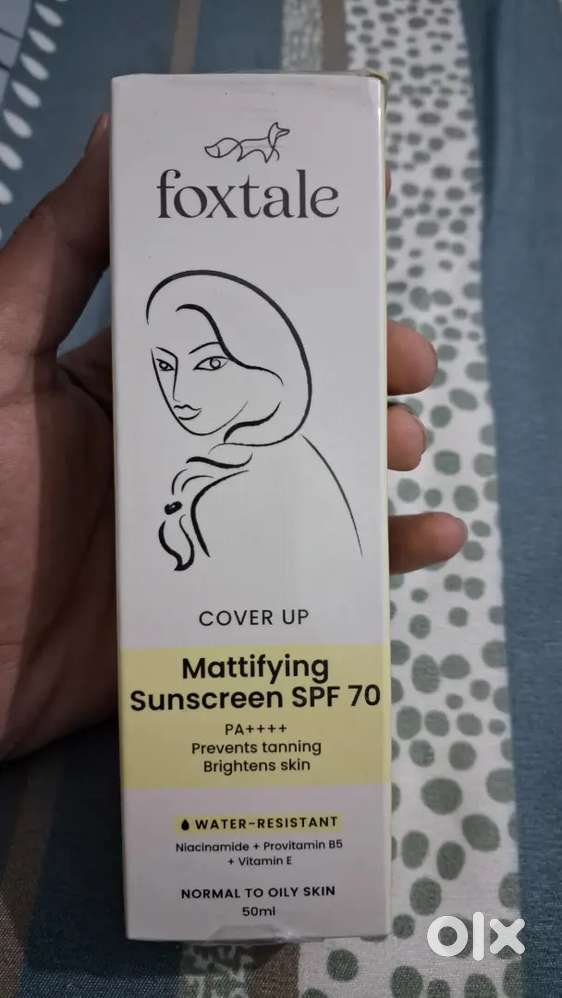 foxtale
COVER UP
Mattifying
Sunscreen SPF 70
PA++++
Prevents tanning
Brightens skin
WATER-RESISTANT
Niacinamide + Provitamin B5
+ Vitamin E
NORMAL TO OILY SKIN
50ml
olx